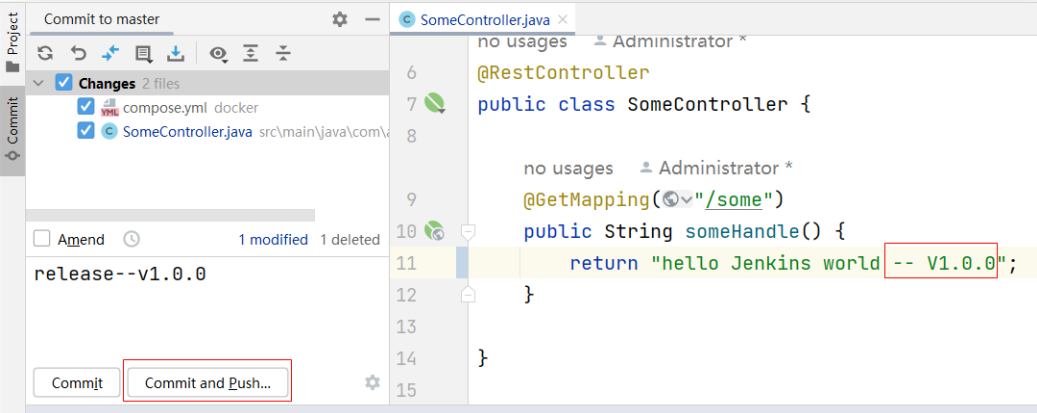 Project
Commit
Commit to master
Changes 2 files
compose.yml docker
SomeController.java src\main\java\com\a
Amend 1 modified 1 deleted
release--v1.0.0
Commit Commit and Push...
SomeController.java
no usages Administrator *
6 @RestController
7 public class SomeController {
8
no usages Administrator *
9 @GetMapping("/some")
10 public String someHandle() {
11 return "hello Jenkins world -- V1.0.0";
12 }
13
14 }
15